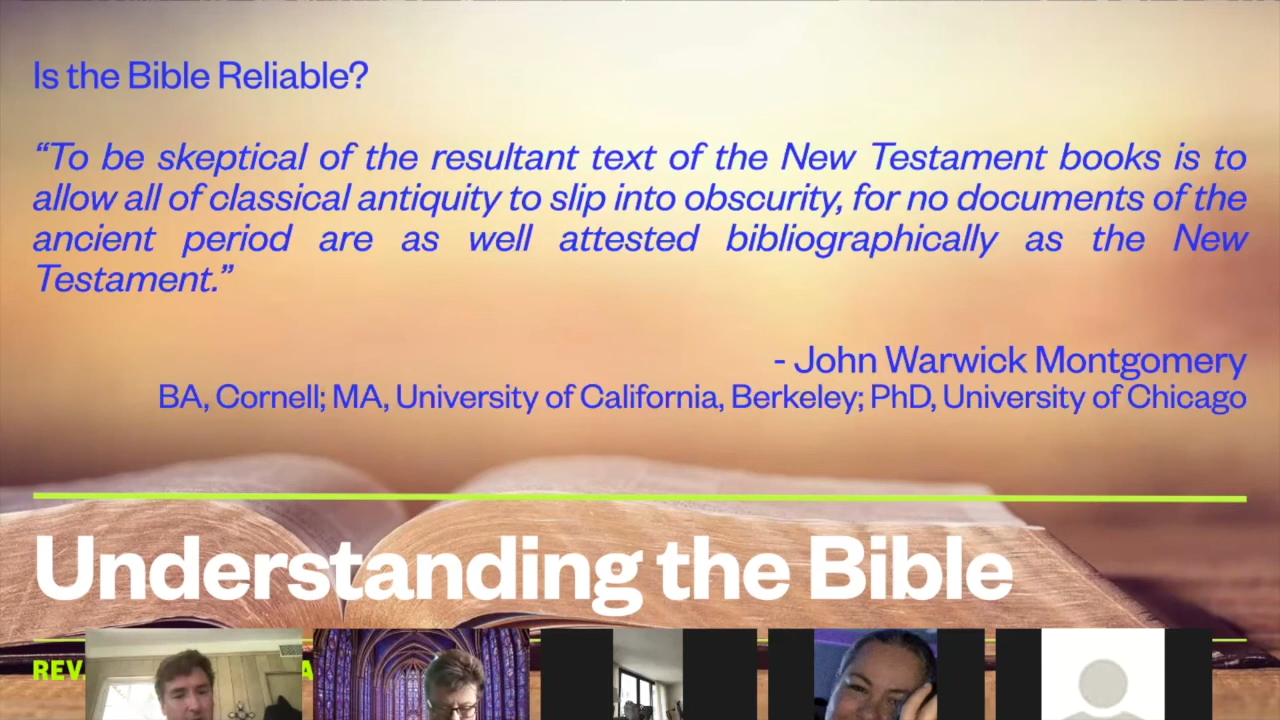 Is the Bible Reliable?
“To be skeptical of the resultant text of the New Testament books is to
allow all of classical antiquity to slip into obscurity, for no documents of the
ancient period are as well attested bibliographically as the New
Testament.”
- John Warwick Montgomery
BA, Cornell; MA, University of California, Berkeley; PhD, University of Chicago
Understanding the Bible
REV.